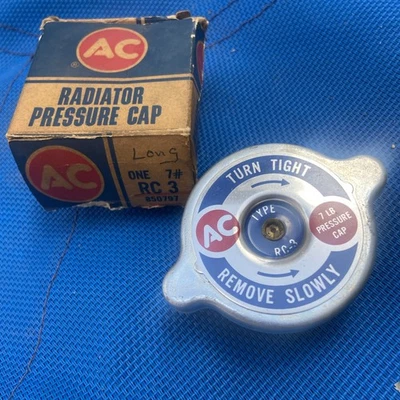 AC
®
RADIATOR
PRESSURE CAP
AC
Long
ONE 7#
RC 3
850797
TURN TIGHT
AC
TYPE
RC-3
7 LB
PRESSURE
CAP
REMOVE SLOWLY